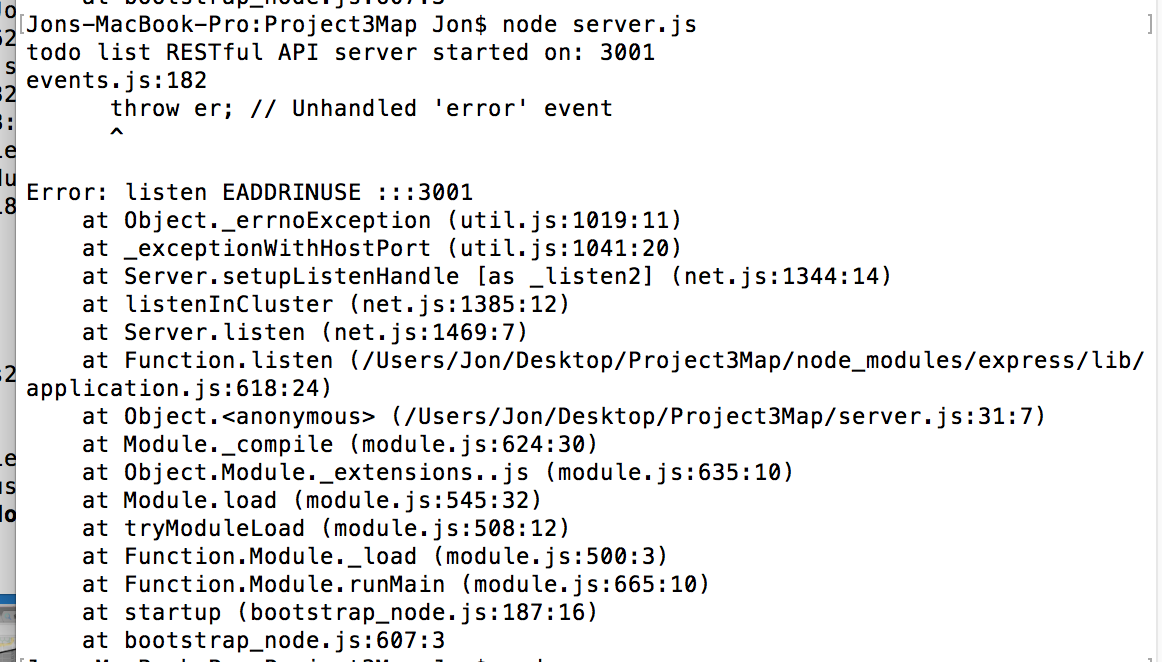 at bootstrap_node.js:607:3
[Jons-MacBook-Pro:Project3Map Jon$ node server.js ]
todo list RESTful API server started on: 3001
events.js:182
throw er; // Unhandled 'error' event
^
Error: listen EADDRINUSE :::3001
at Object._errnoException (util.js:1019:11)
at _exceptionWithHostPort (util.js:1041:20)
at Server.setupListenHandle [as _listen2] (net.js:1344:14)
at listenInCluster (net.js:1385:12)
at Server.listen (net.js:1469:7)
at Function.listen (/Users/Jon/Desktop/Project3Map/node_modules/express/lib/
application.js:618:24)
at Object.<anonymous> (/Users/Jon/Desktop/Project3Map/server.js:31:7)
at Module._compile (module.js:624:30)
at Object.Module._extensions..js (module.js:635:10)
at Module.load (module.js:545:32)
at tryModuleLoad (module.js:508:12)
at Function.Module._load (module.js:500:3)
at Function.Module.runMain (module.js:665:10)
at startup (bootstrap_node.js:187:16)
at bootstrap_node.js:607:3